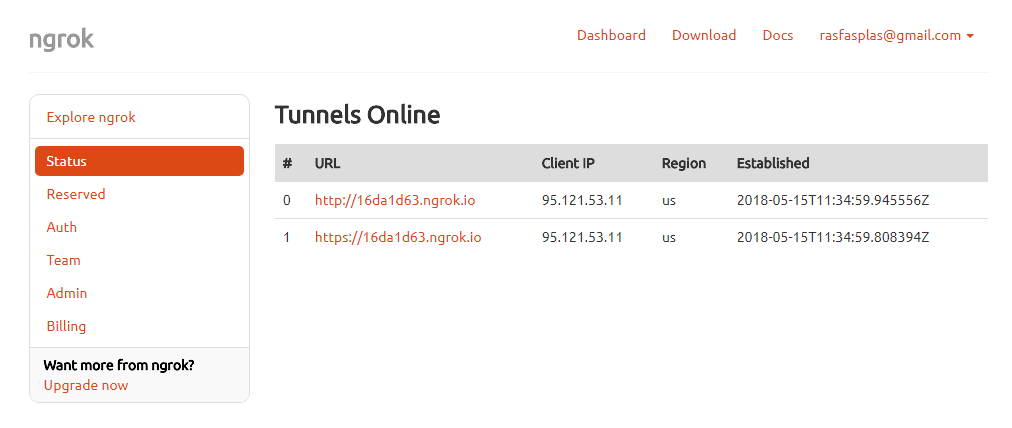 ngrok Dashboard Download Docs rasfasplas@gmail.com
Explore ngrok
Status
Reserved
Auth
Team
Admin
Billing
Want more from ngrok?
Upgrade now
Tunnels Online
# URL Client IP Region Established
0 http://16da1d63.ngrok.io 95.121.53.11 us 2018-05-15T11:34:59.945556Z
1 https://16da1d63.ngrok.io 95.121.53.11 us 2018-05-15T11:34:59.808394Z